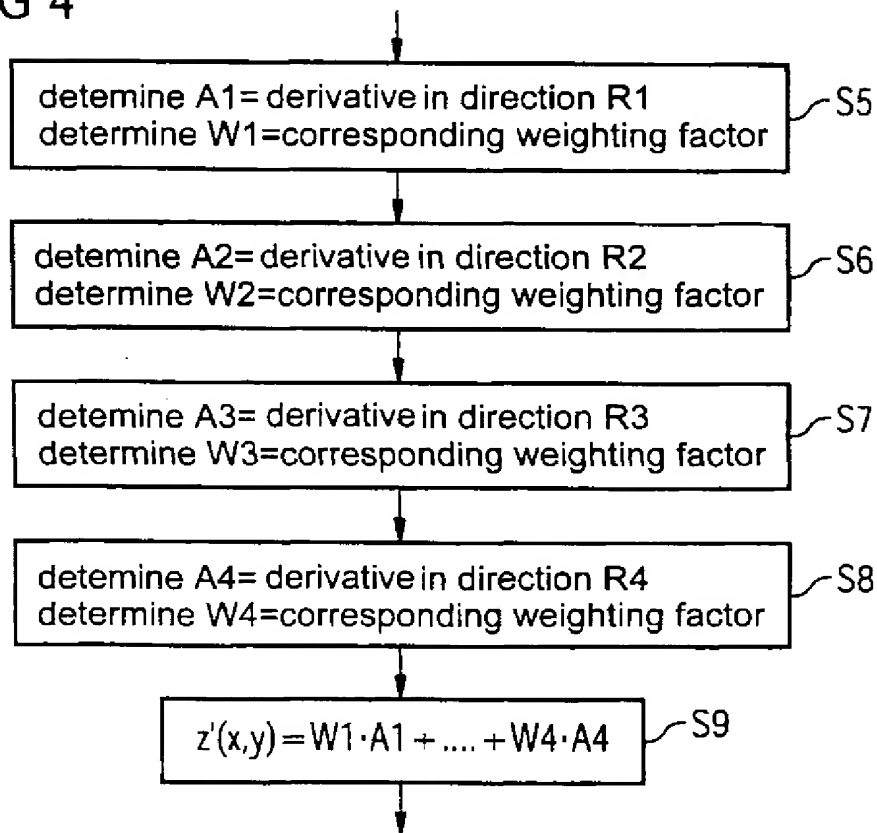 G 4
detemine A1= derivative in direction R1
determine W1=corresponding weighting factor
S5
detemine A2= derivative in direction R2
determine W2=corresponding weighting factor
S6
detemine A3= derivative in direction R3
determine W3=corresponding weighting factor
S7
detemine A4= derivative in direction R4
determine W4=corresponding weighting factor
S8
z'(x,y)=W1·A1+....+W4·A4
S9